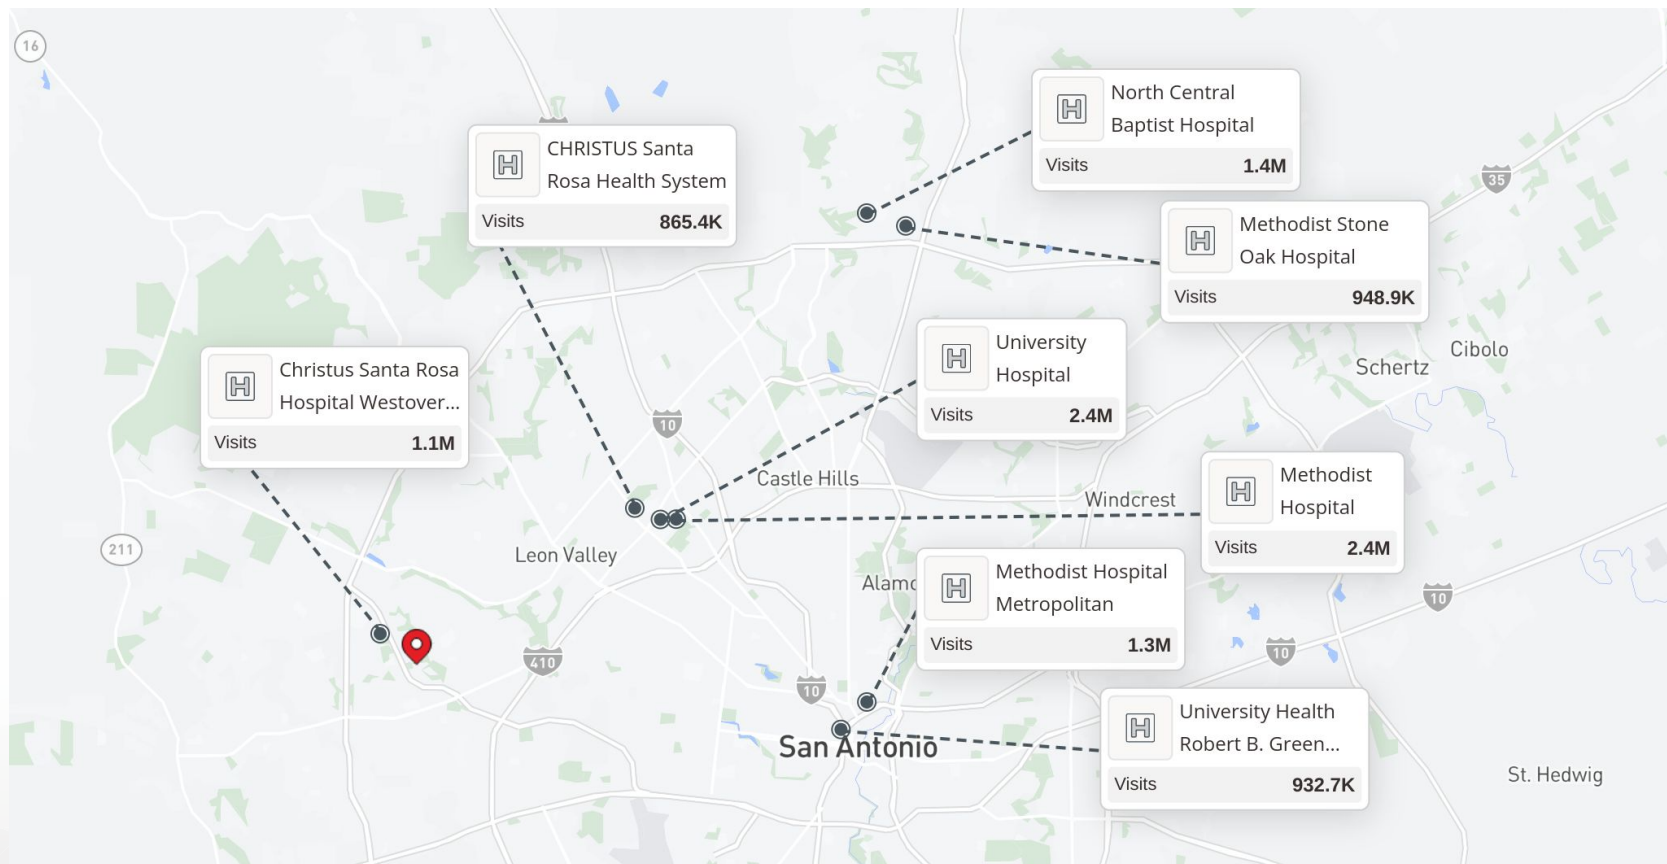 16
North Central
Baptist Hospital
Visits 1.4M
CHRISTUS Santa
Rosa Health System
Visits 865.4K
35
Methodist Stone
Oak Hospital
Visits 948.9K
University
Hospital
Visits 2.4M
Cibolo
Schertz
Christus Santa Rosa
Hospital Westover...
Visits 1.1M
10
Castle Hills
Windcrest
Methodist
Hospital
Visits 2.4M
211
Leon Valley
Alamo
Methodist Hospital
Metropolitan
Visits 1.3M
10
10
410
10
San Antonio
University Health
Robert B. Green...
Visits 932.7K
St. Hedwig